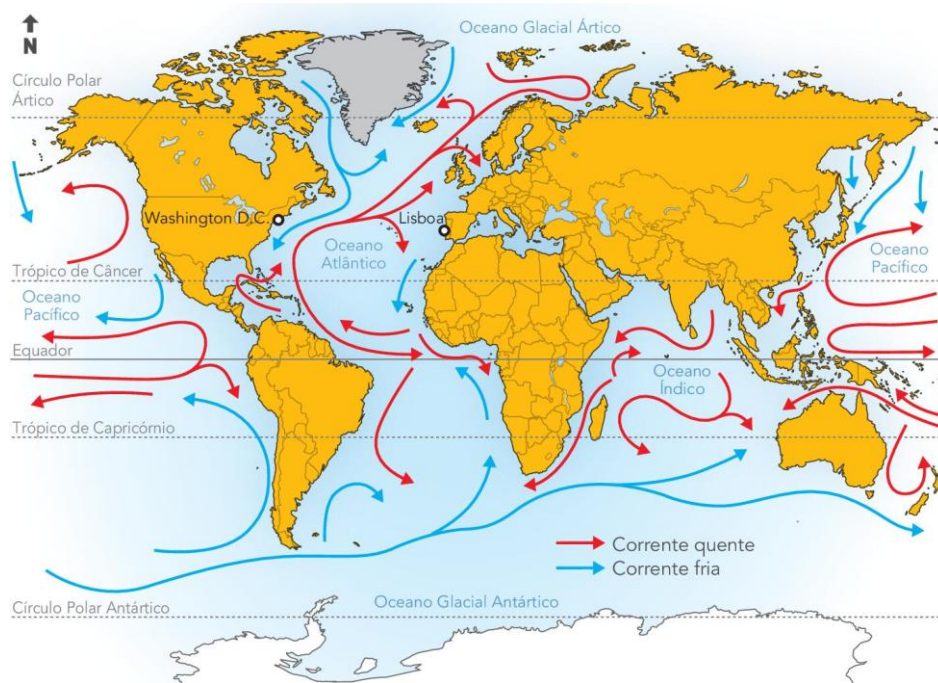 N
Oceano Glacial Ártico
Círculo Polar
Ártico
Washington D.C.
Lisboa
Oceano
Atlântico
Oceano
Pacífico
Trópico de Câncer
Oceano
Pacífico
Equador
Oceano
Índico
Trópico de Capricórnio
Corrente quente
Corrente fria
Círculo Polar Antártico
Oceano Glacial Antártico